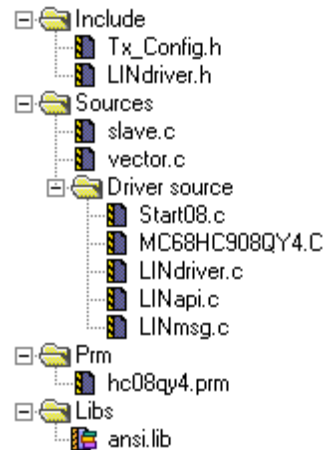 Include
Tx_Config.h
LINdriver.h
Sources
slave.c
vector.c
Driver source
Start08.c
MC68HC908QY4.C
LINdriver.c
LINapi.c
LINmsg.c
Prm
hc08qy4.prm
Libs
ansi.lib